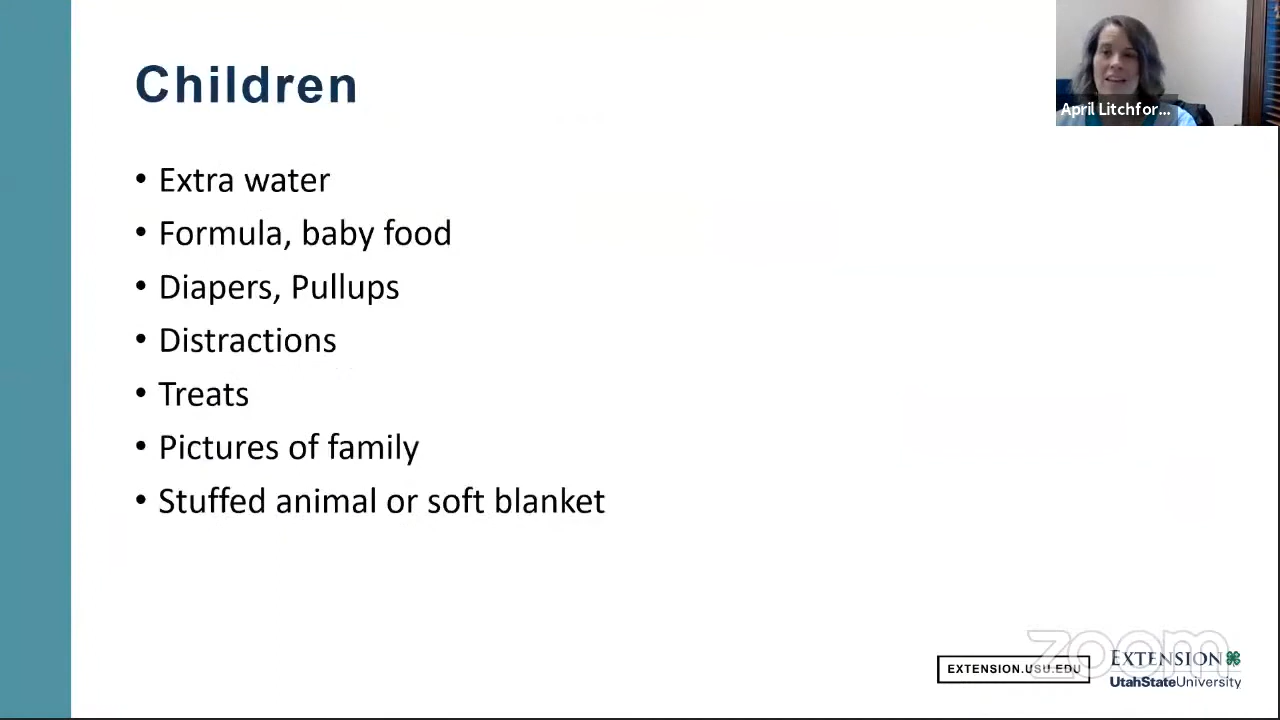 Children
April Litchfor...
• Extra water
• Formula, baby food
• Diapers, Pullups
• Distractions
• Treats
• Pictures of family
• Stuffed animal or soft blanket
zoom
EXTENSION.USU.EDU
EXTENSION
UtahStateUniversity